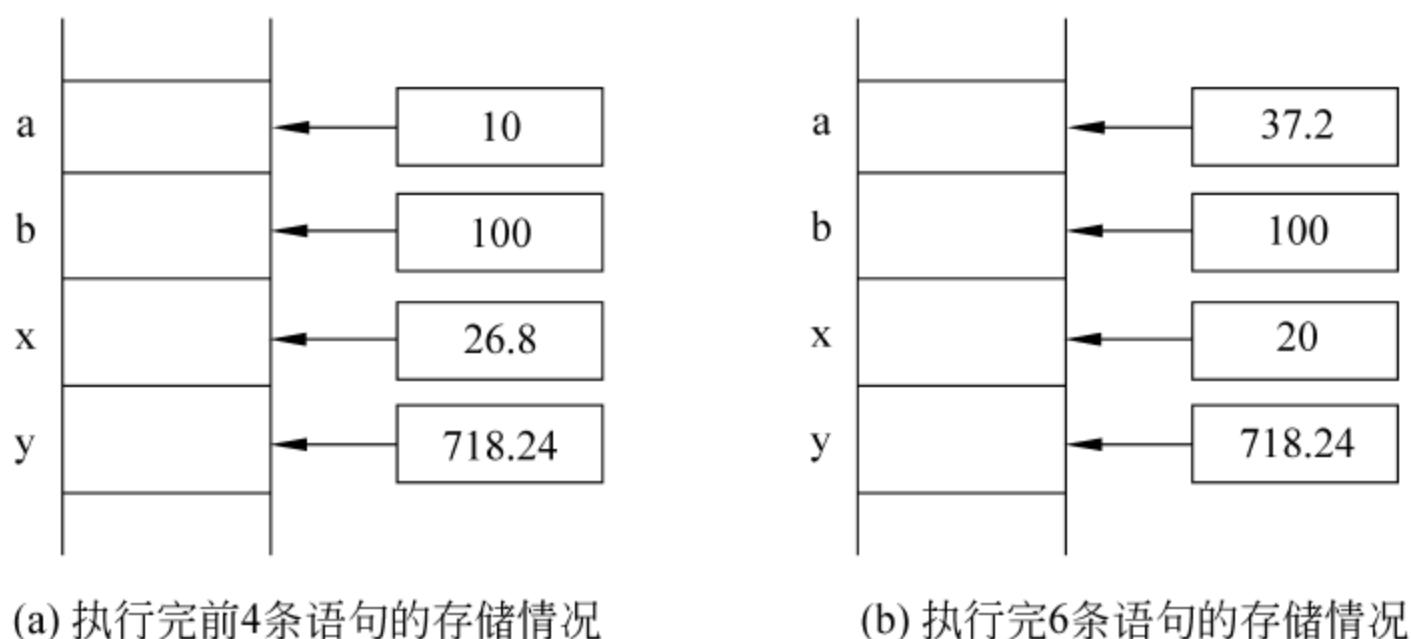 a 10 a 37.2
b 100 b 100
x 26.8 x 20
y 718.24 y 718.24
(a) 执行完前4条语句的存储情况 (b) 执行完6条语句的存储情况